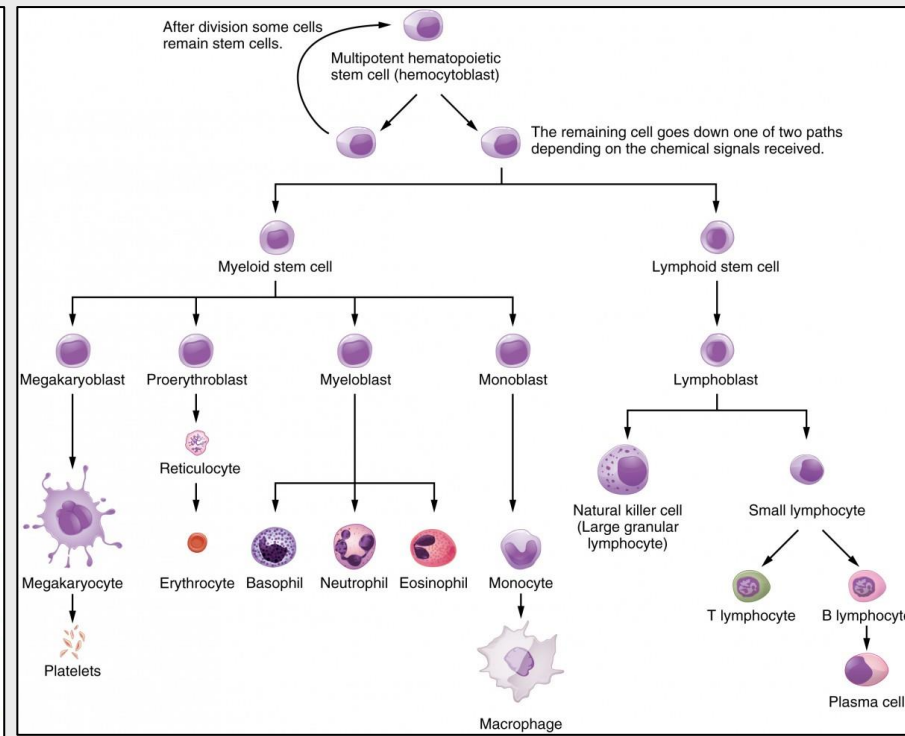 After division some cells
remain stem cells.
Multipotent hematopoietic
stem cell (hemocytoblast)
The remaining cell goes down one of two paths
depending on the chemical signals received.
Myeloid stem cell
Lymphoid stem cell
Megakaryoblast
Proerythroblast
Myeloblast
Monoblast
Lymphoblast
Reticulocyte
Natural killer cell
(Large granular
lymphocyte)
Small lymphocyte
Megakaryocyte
Erythrocyte
Basophil
Neutrophil
Eosinophil
Monocyte
T lymphocyte
B lymphocyte
Platelets
Macrophage
Plasma cell